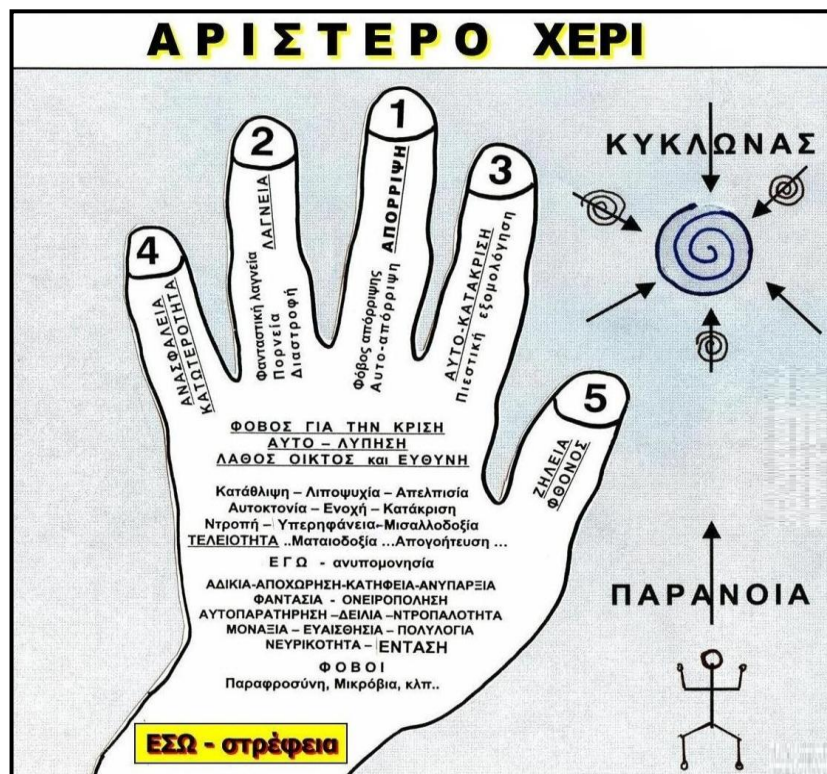 ΑΡΙΣΤΕΡΟ ΧΕΡΙ
4
ΑΝΑΣΦΑΛΕΙΑ
ΚΑΤΩΤΕΡΟΤΗΤΑ
2
Φανταστική λαγνεία ΛΑΓΝΕΙΑ
Πορνεία
Διαστροφή
1
Φόβος απόρριψης
Αυτο-απόρριψη ΑΠΟΡΡΙΨΗ
3
ΑΥΤΟ-ΚΑΤΑΚΡΙΣΗ
Πιεστική εξομολόγηση
5
ΖΗΛΕΙΑ
ΦΘΟΝΟΣ
ΦΟΒΟΣ ΓΙΑ ΤΗΝ ΚΡΙΣΗ
ΑΥΤΟ – ΛΥΠΗΣΗ
ΛΑΘΟΣ ΟΙΚΤΟΣ και ΕΥΘΥΝΗ
Κατάθλιψη – Λιποψυχία – Απελπισία
Αυτοκτονία – Ενοχή – Κατάκριση
Ντροπή – Υπερηφάνεια-Μισαλλοδοξία
ΤΕΛΕΙΟΤΗΤΑ ..Ματαιοδοξία ...Απογοήτευση ...
ΕΓΩ - ανυπομονησία
ΑΔΙΚΙΑ-ΑΠΟΧΩΡΗΣΗ-ΚΑΤΗΦΕΙΑ-ΑΝΥΠΑΡΞΙΑ
ΦΑΝΤΑΣΙΑ - ΟΝΕΙΡΟΠΟΛΗΣΗ
ΑΥΤΟΠΑΡΑΤΗΡΗΣΗ –ΔΕΙΛΙΑ –ΝΤΡΟΠΑΛΟΤΗΤΑ
ΜΟΝΑΞΙΑ – ΕΥΑΙΣΘΗΣΙΑ – ΠΟΛΥΛΟΓΙΑ
ΝΕΥΡΙΚΟΤΗΤΑ – ΕΝΤΑΣΗ
ΦΟΒΟΙ
Παραφροσύνη, Μικρόβια, κλπ..
ΕΣΩ - στρέφεια
ΚΥΚΛΩΝΑΣ
ΠΑΡΑΝΟΙΑ